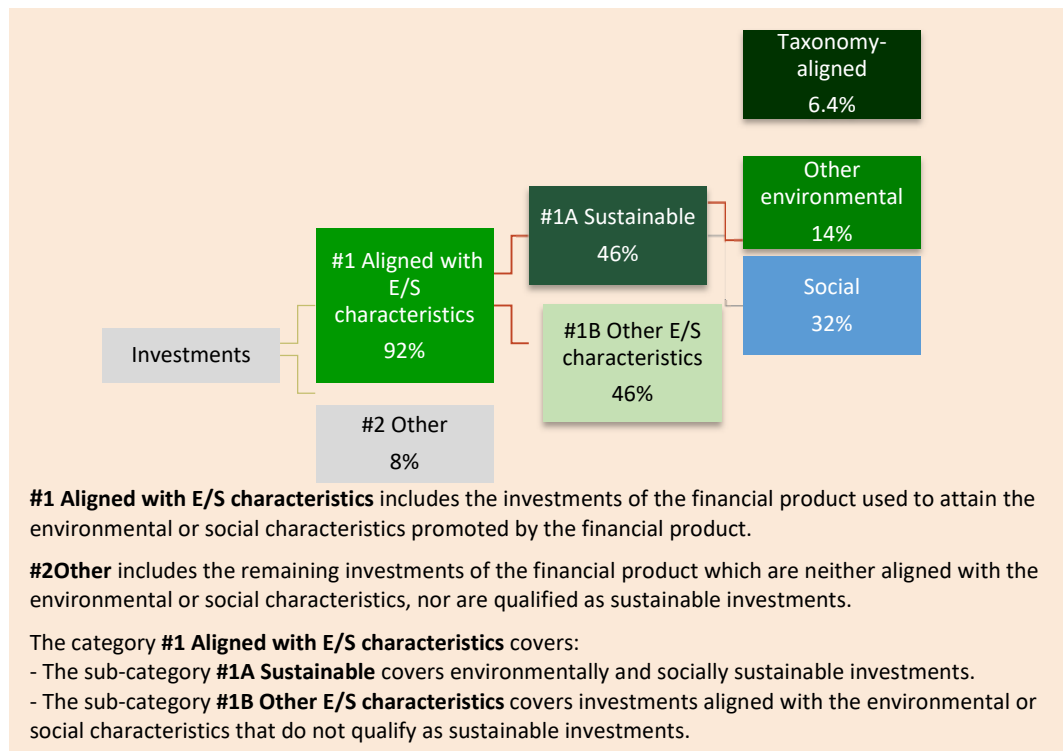 Taxonomy-
aligned
6.4%
Other
environmental
14%
#1A Sustainable
46%
#1 Aligned with
E/S
characteristics
92%
Social
32%
#1B Other E/S
characteristics
46%
Investments
#2 Other
8%
#1 Aligned with E/S characteristics includes the investments of the financial product used to attain the
environmental or social characteristics promoted by the financial product.
#2Other includes the remaining investments of the financial product which are neither aligned with the
environmental or social characteristics, nor are qualified as sustainable investments.
The category #1 Aligned with E/S characteristics covers:
- The sub-category #1A Sustainable covers environmentally and socially sustainable investments.
- The sub-category #1B Other E/S characteristics covers investments aligned with the environmental or
social characteristics that do not qualify as sustainable investments.